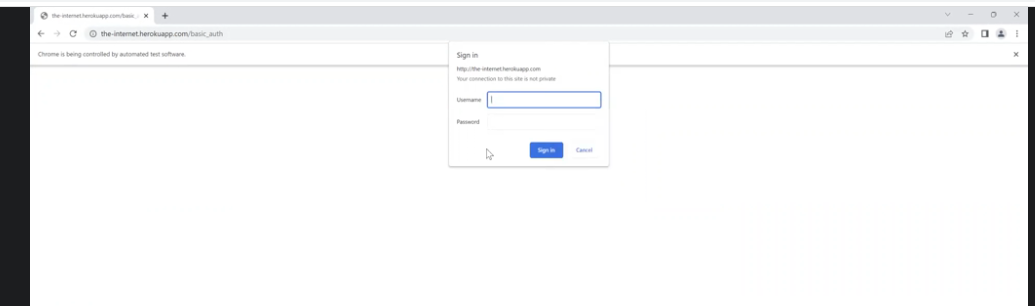 the-internet.herokuapp.com/basic_
the-internet.herokuapp.com/basic_auth
Chrome is being controlled by automated test software.
Sign in
http://the-internet.herokuapp.com
Your connection to this site is not private
Username
Password
Sign in
Cancel